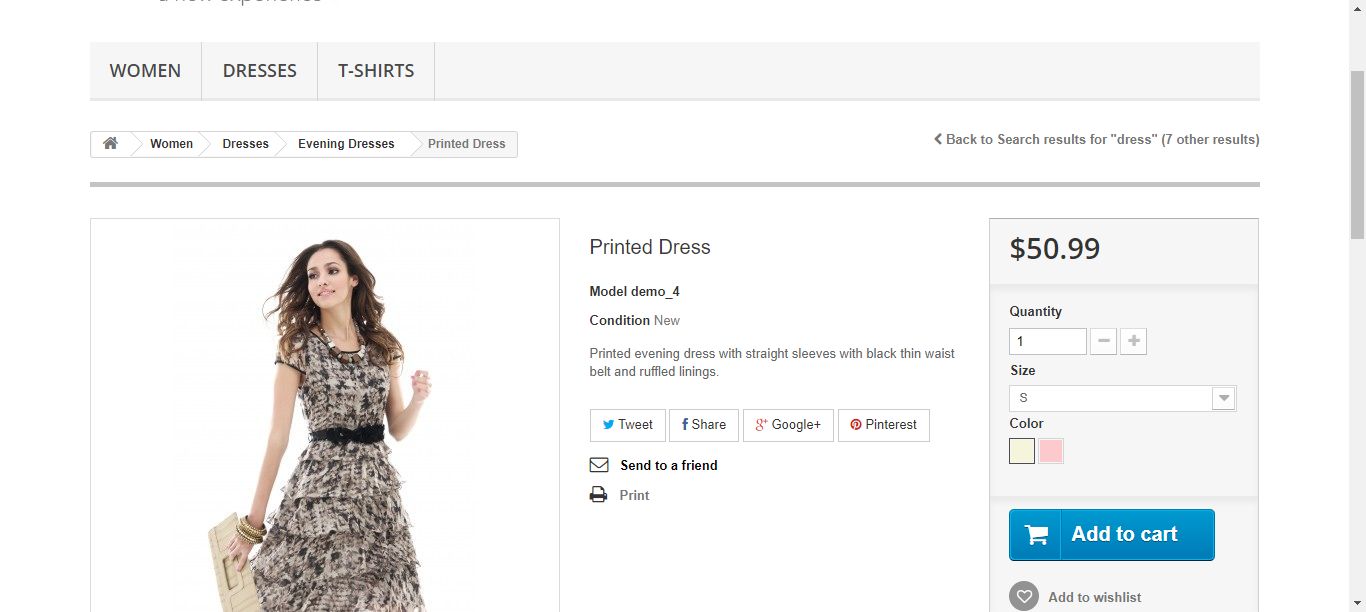 a new experience
WOMEN
DRESSES
T-SHIRTS
Women
Dresses
Evening Dresses
Printed Dress
Back to Search results for "dress" (7 other results)
Printed Dress
Model demo_4
Condition New
Printed evening dress with straight sleeves with black thin waist
belt and ruffled linings.
Tweet
Share
Google+
Pinterest
Send to a friend
Print
$50.99
Quantity
1
Size
S
Color
Add to cart
Add to wishlist